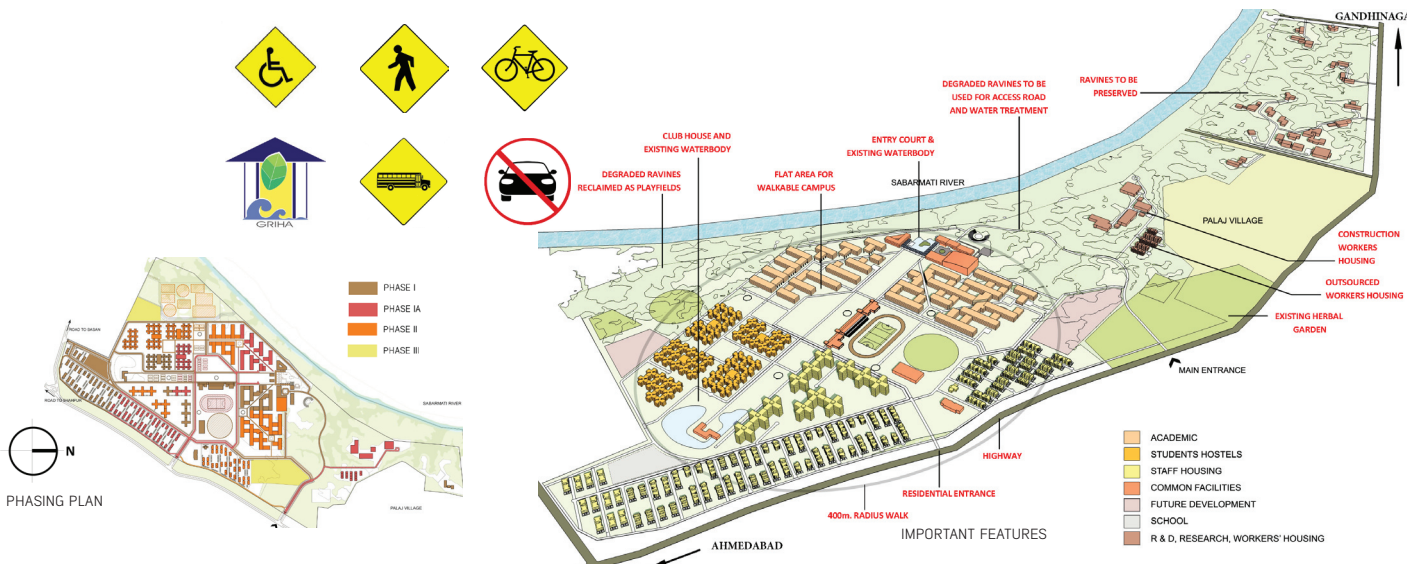 GRIHA
PHASE I
PHASE IA
PHASE II
PHASE III
ROAD TO BASAN
ROAD TO SHAHPUR
SABARMATI RIVER
PALAJ VILLAGE
N
PHASING PLAN
GANDHINAGA
RAVINES TO BE
PRESERVED
DEGRADED RAVINES TO BE
USED FOR ACCESS ROAD
AND WATER TREATMENT
CLUB HOUSE AND
EXISTING WATERBODY
ENTRY COURT &
EXISTING WATERBODY
DEGRADED RAVINES
RECLAIMED AS PLAYFIELDS
FLAT AREA FOR
WALKABLE CAMPUS
SABARMATI RIVER
PALAJ VILLAGE
CONSTRUCTION
WORKERS
HOUSING
OUTSOURCED
WORKERS HOUSING
EXISTING HERBAL
GARDEN
MAIN ENTRANCE
HIGHWAY
RESIDENTIAL ENTRANCE
400m. RADIUS WALK
IMPORTANT FEATURES
AHMEDABAD
ACADEMIC
STUDENTS HOSTELS
STAFF HOUSING
COMMON FACILITIES
FUTURE DEVELOPMENT
SCHOOL
R & D, RESEARCH, WORKERS' HOUSING